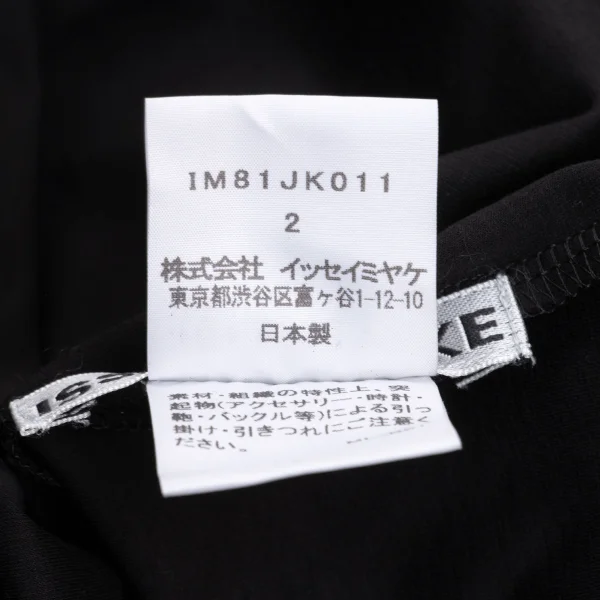 IM81JK011
2
株式会社 イッセイミヤケ
東京都渋谷区富ヶ谷1-12-10
日本製
ISS
KE
素材・組織の特性上、突
起物(アクセサリー・時計・
鞄・バックル等)による引っ
掛け・引きつれにご注意
ください